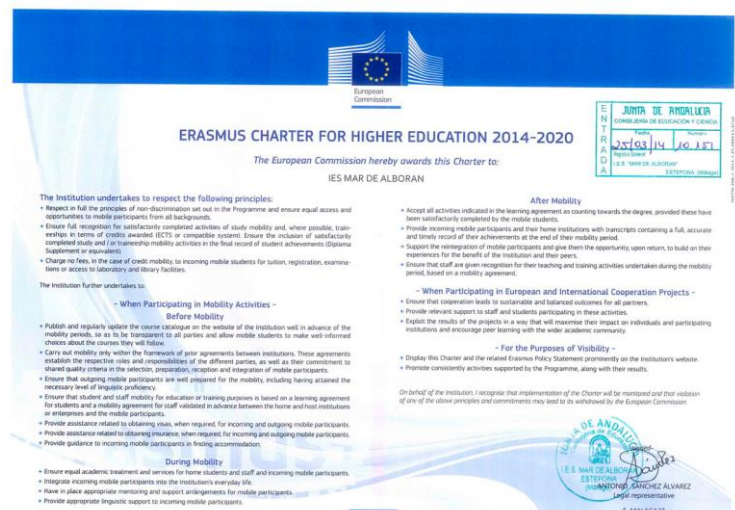 European
Commission
ERASMUS CHARTER FOR HIGHER EDUCATION 2014-2020
The European Commission hereby awards this Charter to:
IES MAR DE ALBORAN
ENTRADA
JUNTA DE ANDALUCIA
CONSEJERÍA DE EDUCACIÓN Y CIENCIA
Fecha Número
25/03/14 10.151
Registro General
I.E.S. "MAR DE ALBORAN"
ESTEPONA (Málaga)
The Institution undertakes to respect the following principles:
Respect in full the principles of non-discrimination set out in the Programme and ensure equal access and
opportunities to mobile participants from all backgrounds.
Ensure full recognition for satisfactorily completed activities of study mobility and, where possible, train-
eeships in terms of credits awarded (ECTS or compatible system). Ensure the inclusion of satisfactorily
completed study and / or traineeship mobility activities in the final record of student achievements (Diploma
Supplement or equivalent).
Charge no fees, in the case of credit mobility, to incoming mobile students for tuition, registration, examina-
tions or access to laboratory and library facilities.
The Institution further undertakes to:
- When Participating in Mobility Activities -
Before Mobility
Publish and regularly update the course catalogue on the website of the Institution well in advance of the
mobility periods, so as to be transparent to all parties and allow mobile students to make well-informed
choices about the courses they will follow.
Carry out mobility only within the framework of prior agreements between institutions. These agreements
establish the respective roles and responsibilities of the different parties, as well as their commitment to
shared quality criteria in the selection, preparation, reception and integration of mobile participants.
Ensure that outgoing mobile participants are well prepared for the mobility, including having attained the
necessary level of linguistic proficiency.
Ensure that student and staff mobility for education or training purposes is based on a learning agreement
for students and a mobility agreement for staff validated in advance between the home and host institutions
or enterprises and the mobile participants.
Provide assistance related to obtaining visas, when required, for incoming and outgoing mobile participants.
Provide assistance related to obtaining insurance, when required, for incoming and outgoing mobile participants.
Provide guidance to incoming mobile participants in finding accommodation.
During Mobility
Ensure equal academic treatment and services for home students and staff and incoming mobile participants.
Integrate incoming mobile participants into the Institution's everyday life.
Have in place appropriate mentoring and support arrangements for mobile participants.
Provide appropriate linguistic support to incoming mobile participants.
After Mobility
Accept all activities indicated in the learning agreement as counting towards the degree, provided these have
been satisfactorily completed by the mobile students.
Provide incoming mobile participants and their home institutions with transcripts containing a full, accurate
and timely record of their achievements at the end of their mobility period.
Support the reintegration of mobile participants and give them the opportunity, upon return, to build on their
experiences for the benefit of the Institution and their peers.
Ensure that staff are given recognition for their teaching and training activities undertaken during the mobility
period, based on a mobility agreement.
- When Participating in European and International Cooperation Projects -
Ensure that cooperation leads to sustainable and balanced outcomes for all partners.
Provide relevant support to staff and students participating in these activities.
Exploit the results of the projects in a way that will maximise their impact on individuals and participating
institutions and encourage peer learning with the wider academic community.
- For the Purposes of Visibility -
Display this Charter and the related Erasmus Policy Statement prominently on the Institution's website.
Promote consistently activities supported by the Programme, along with their results.
On behalf of the Institution, I recognise that implementation of the Charter will be monitored and that violation
of any of the above principles and commitments may lead to its withdrawal by the European Commission.
JUNTA DE ANDALUCIA
I.E.S. MAR DE ALBORAN
ESTEPONA
(Málaga)
ANTONIO SÁNCHEZ ÁLVAREZ
Legal representative